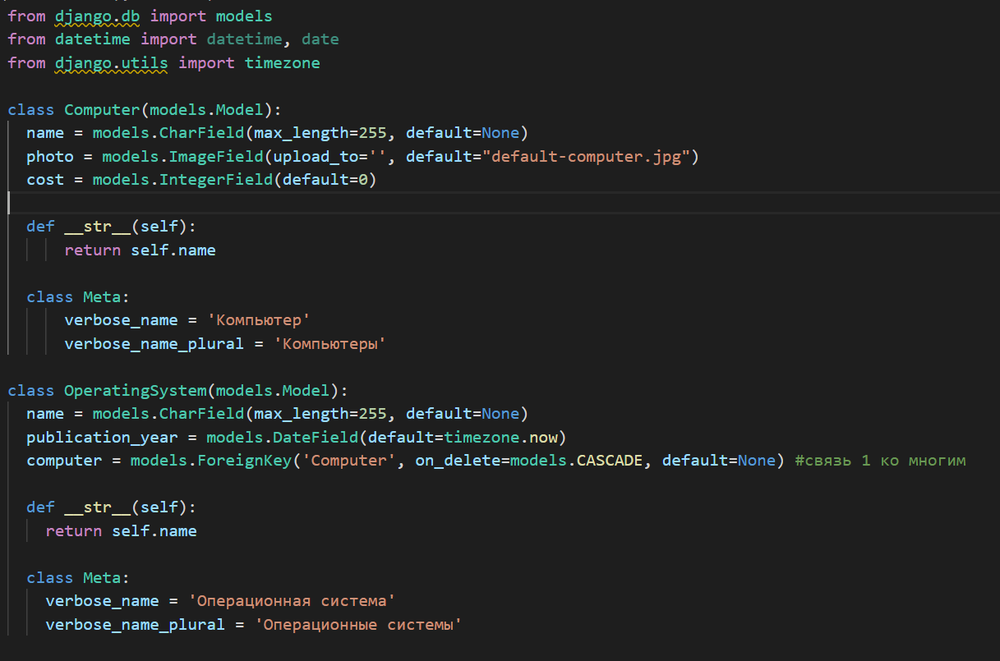 from django.db import models
from datetime import datetime, date
from django.utils import timezone

class Computer(models.Model):
  name = models.CharField(max_length=255, default=None)
  photo = models.ImageField(upload_to='', default="default-computer.jpg")
  cost = models.IntegerField(default=0)

  def __str__(self):
      return self.name

  class Meta:
      verbose_name = 'Компьютер'
      verbose_name_plural = 'Компьютеры'

class OperatingSystem(models.Model):
  name = models.CharField(max_length=255, default=None)
  publication_year = models.DateField(default=timezone.now)
  computer = models.ForeignKey('Computer', on_delete=models.CASCADE, default=None) #связь 1 ко многим

  def __str__(self):
    return self.name

  class Meta:
    verbose_name = 'Операционная система'
    verbose_name_plural = 'Операционные системы'